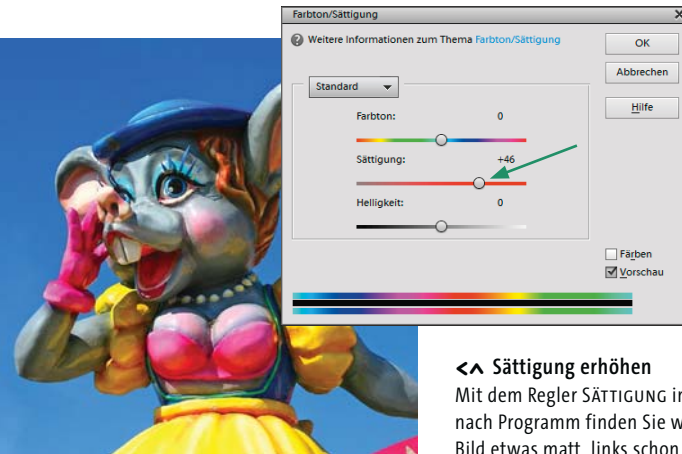 Farbton/Sättigung
Weitere Informationen zum Thema Farbton/Sättigung
OK
Abbrechen
Hilfe
Standard
Farbton: 0
Sättigung: +46
Helligkeit: 0
Färben
Vorschau
<^ Sättigung erhöhen
Mit dem Regler SÄTTIGUNG in
nach Programm finden Sie w
Bild etwas matt, links schon